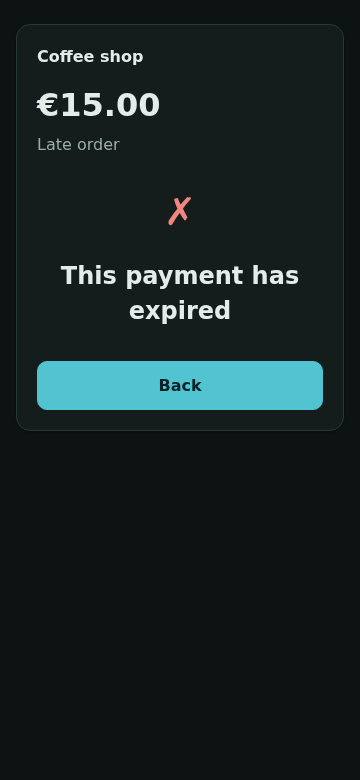 Coffee shop
€15.00
Late order
✗
This payment has
expired
Back